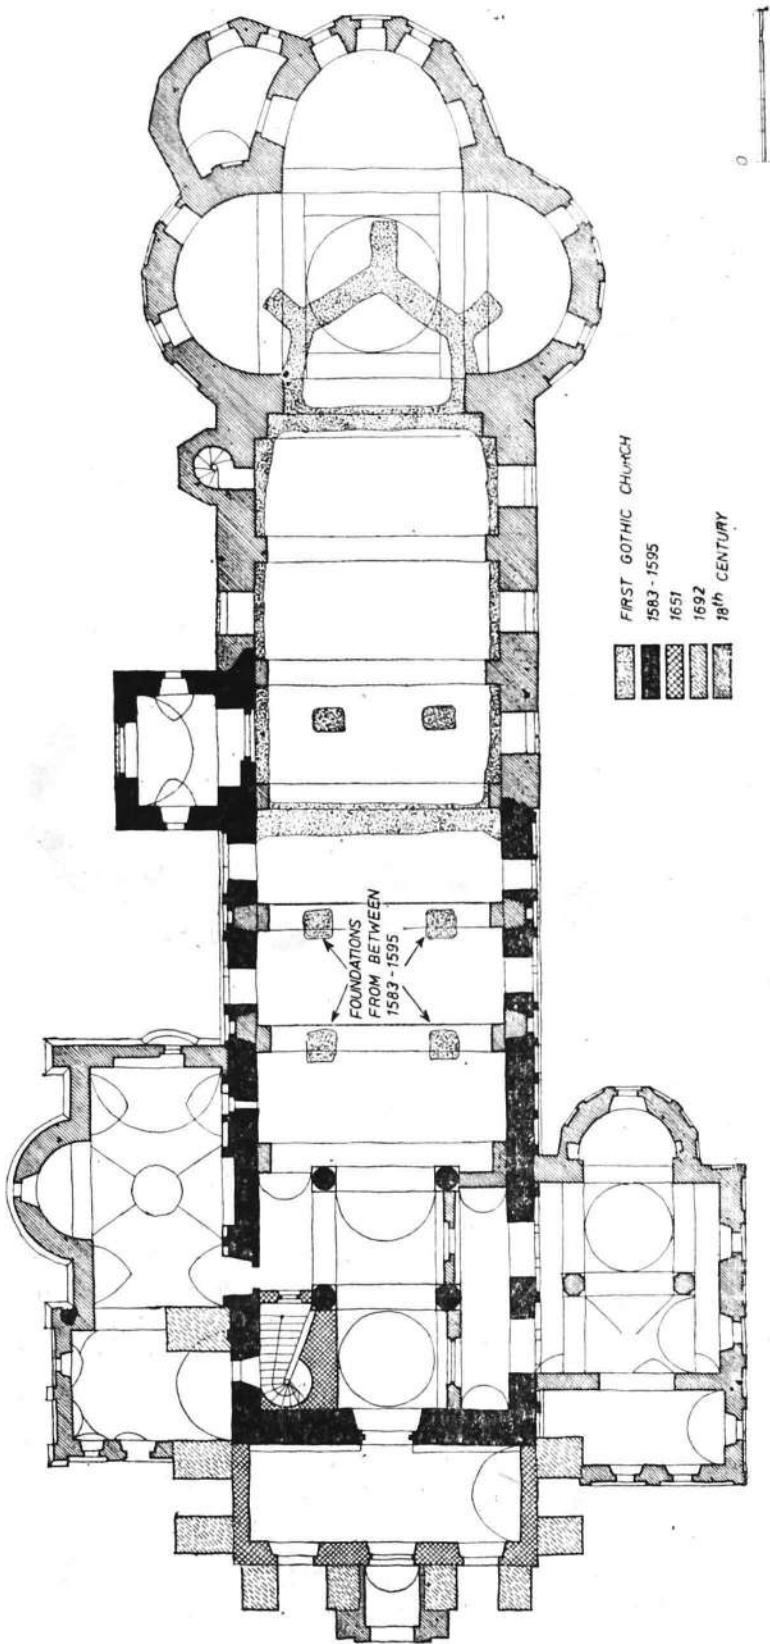 FOUNDATIONS
FROM BETWEEN
1583-1595
FIRST GOTHIC CHURCH
1583-1595
1651
1692
18th CENTURY
0